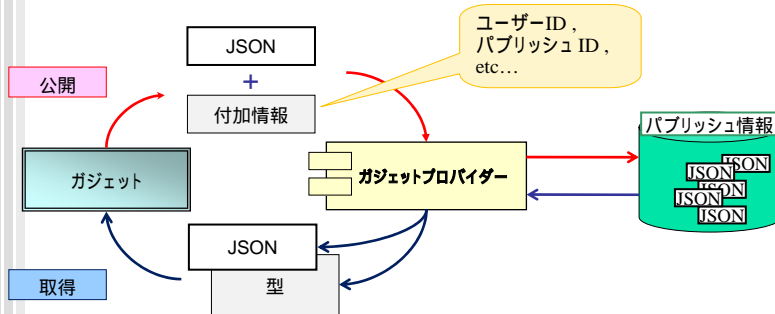 ユーザーID ,
パブリッシュ ID ,
etc…
JSON
+
公開
付加情報
パブリッシュ情報
ガジェット
ガジェットプロバイダー
JSON
JSON
JSON
JSON
JSON
JSON
型
取得